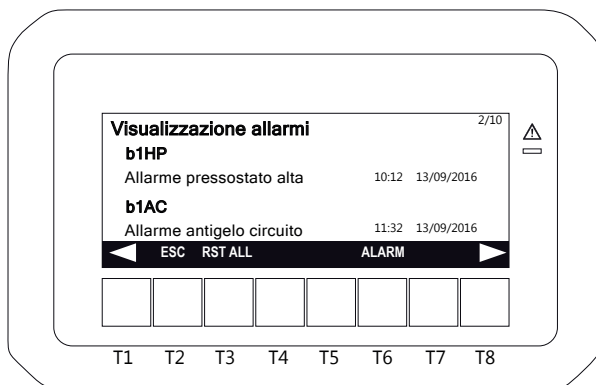 2/10
Visualizzazione allarmi
b1HP
Allarme pressostato alta 10:12 13/09/2016
b1AC
Allarme antigelo circuito 11:32 13/09/2016
ESC RST ALL ALARM
T1 T2 T3 T4 T5 T6 T7 T8